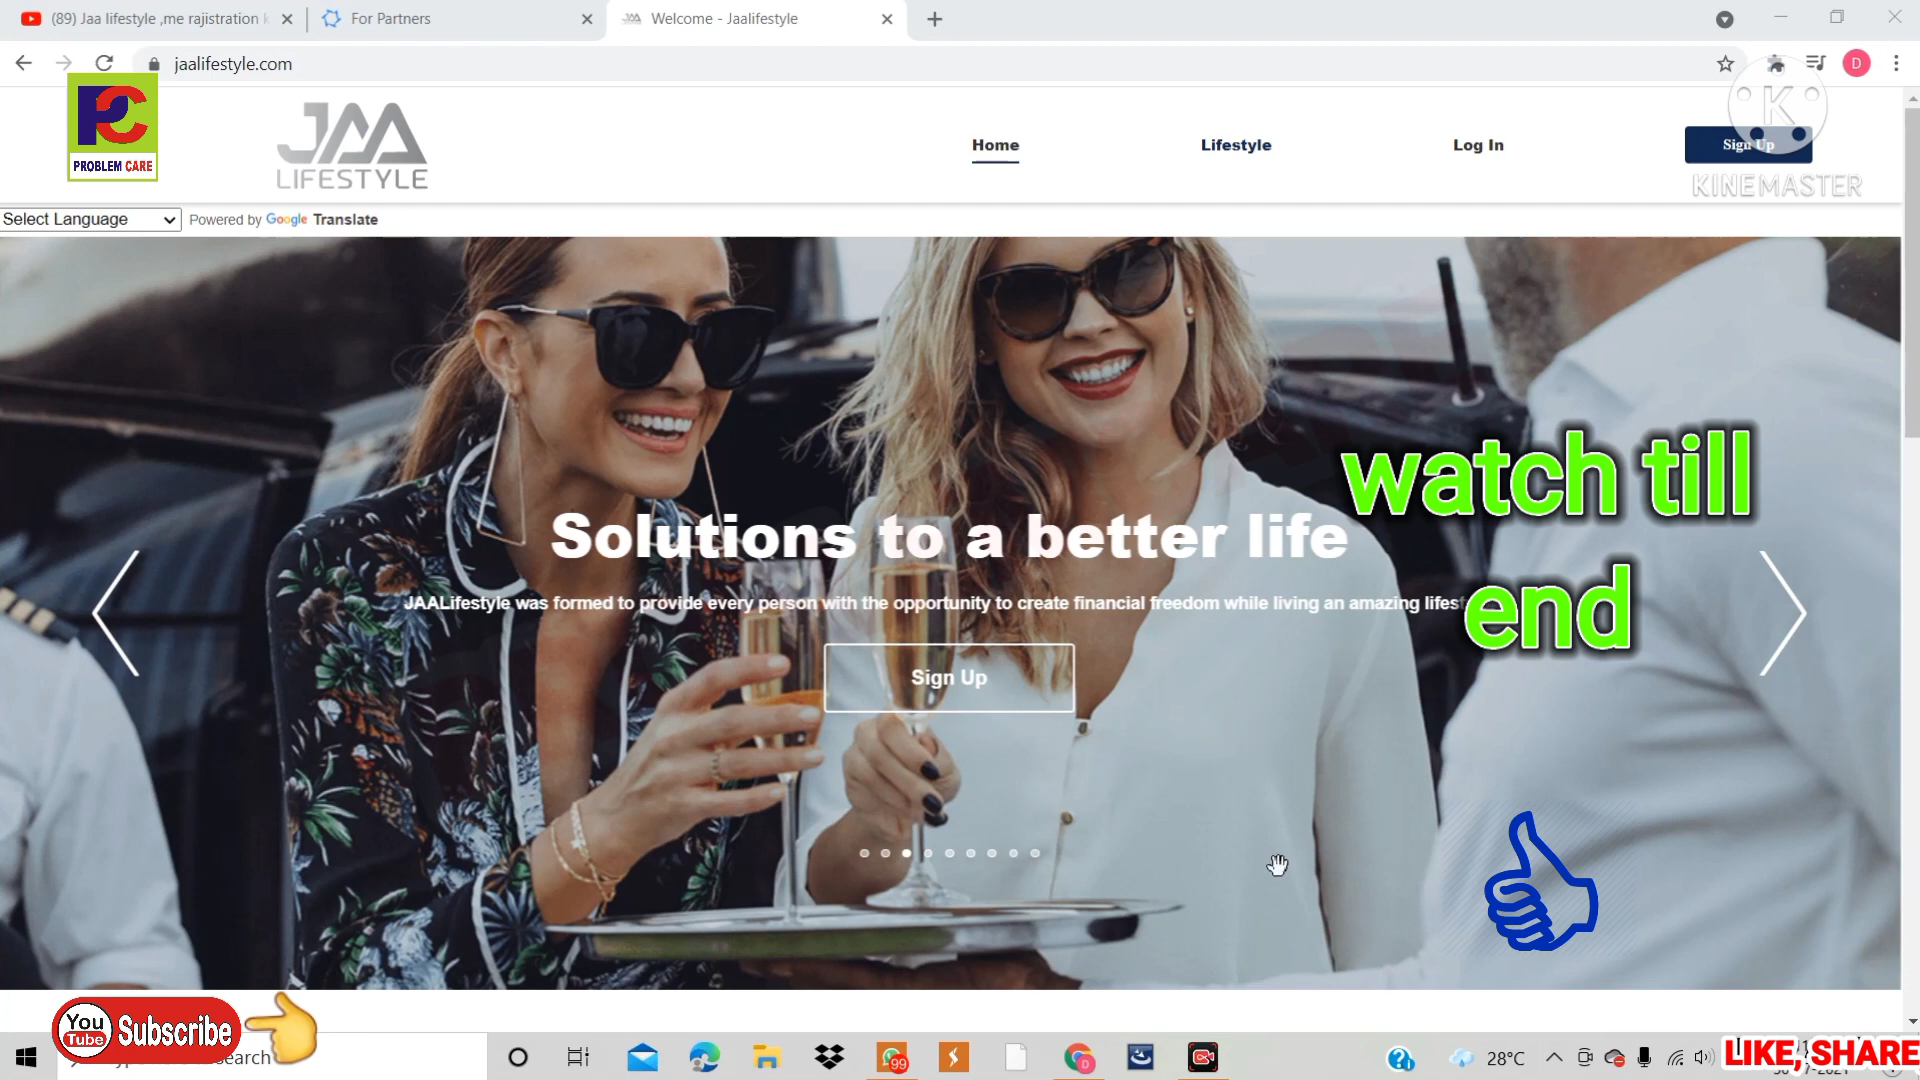 (89) Jaa lifestyle ,me rajistration k
For Partners
Welcome - Jaalifestyle
jaalifestyle.com
D
PC
PROBLEM CARE
JAA
LIFESTYLE
Home
Lifestyle
Log In
Sign Up
K
KINEMASTER
Select Language
Powered by Google Translate
watch till
end
Solutions to a better life
JAALifestyle was formed to provide every person with the opportunity to create financial freedom while living an amazing lifest
Sign Up
You
Tube
Subscribe
search
99
D
28°C
LIKE, SHARE